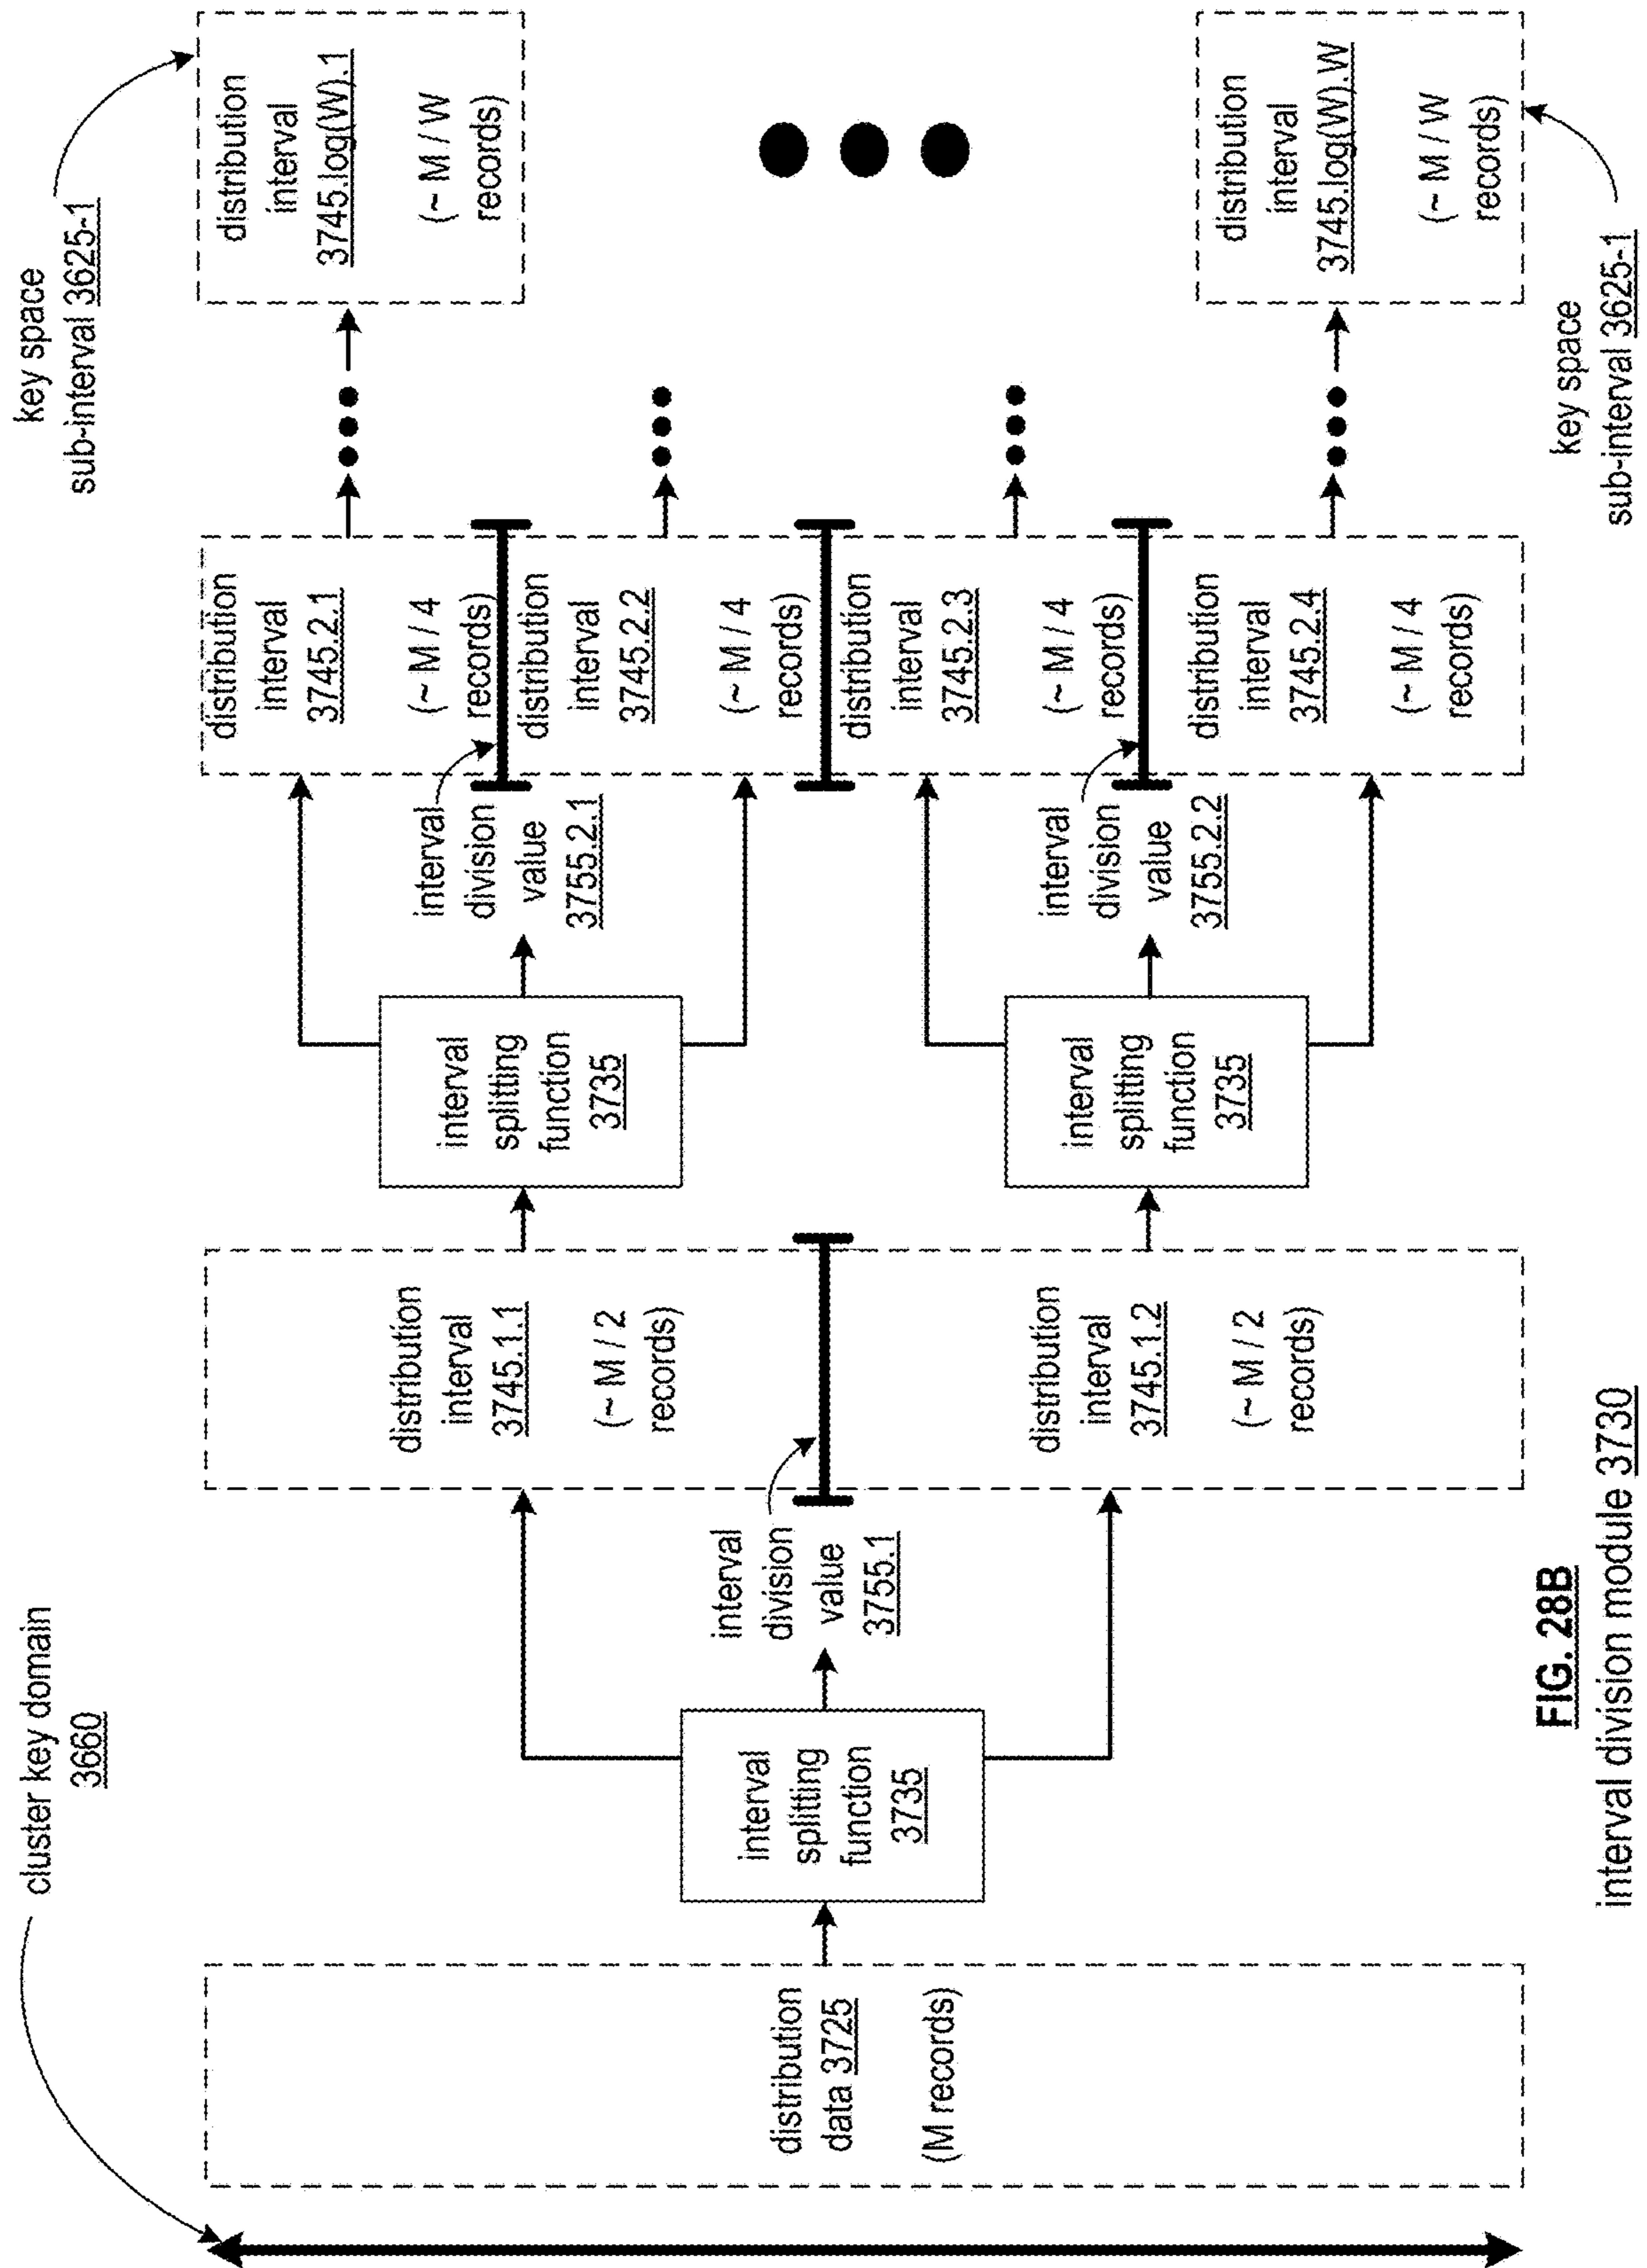 cluster key domain
3660
distribution
data 3725
(M records)
interval
splitting
function
3735
interval
division
value
3755.1
distribution
interval
3745.1.1
(~ M / 2
records)
distribution
interval
3745.1.2
(~ M / 2
records)
interval
splitting
function
3735
interval
splitting
function
3735
interval
division
value
3755.2.1
interval
division
value
3755.2.2
distribution
interval
3745.2.1
(~ M / 4
records)
distribution
interval
3745.2.2
(~ M / 4
records)
distribution
interval
3745.2.3
(~ M / 4
records)
distribution
interval
3745.2.4
(~ M / 4
records)
key space
sub-interval 3625-1
distribution
interval
3745.log(W).1
(~ M / W
records)
distribution
interval
3745.log(W).W
(~ M / W
records)
key space
sub-interval 3625-1
FIG. 28B
interval division module 3730